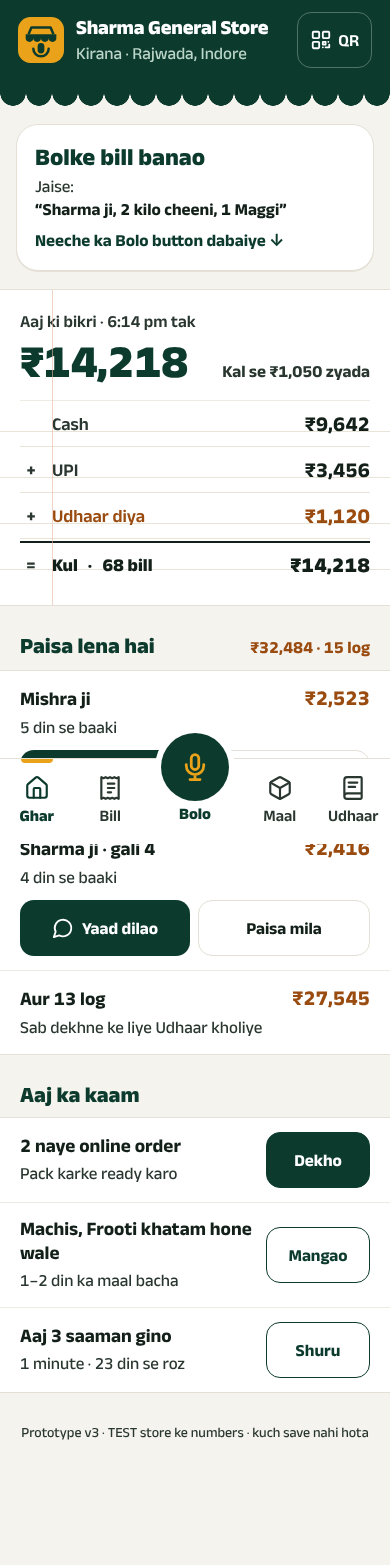 Sharma General Store
Kirana · Rajwada, Indore
QR
Bolke bill banao
Jaise:
“Sharma ji, 2 kilo cheeni, 1 Maggi”
Neeche ka Bolo button dabaiye ↓
Aaj ki bikri · 6:14 pm tak
₹14,218
Kal se ₹1,050 zyada
Cash ₹9,642
+ UPI ₹3,456
+ Udhaar diya ₹1,120
= Kul · 68 bill ₹14,218
Paisa lena hai ₹32,484 · 15 log
Mishra ji ₹2,523
5 din se baaki
Ghar Bill Bolo Maal Udhaar
Sharma ji · gali 4 ₹2,416
4 din se baaki
Yaad dilao Paisa mila
Aur 13 log ₹27,545
Sab dekhne ke liye Udhaar kholiye
Aaj ka kaam
2 naye online order
Pack karke ready karo
Dekho
Machis, Frooti khatam hone
wale
1–2 din ka maal bacha
Mangao
Aaj 3 saaman gino
1 minute · 23 din se roz
Shuru
Prototype v3 · TEST store ke numbers · kuch save nahi hota